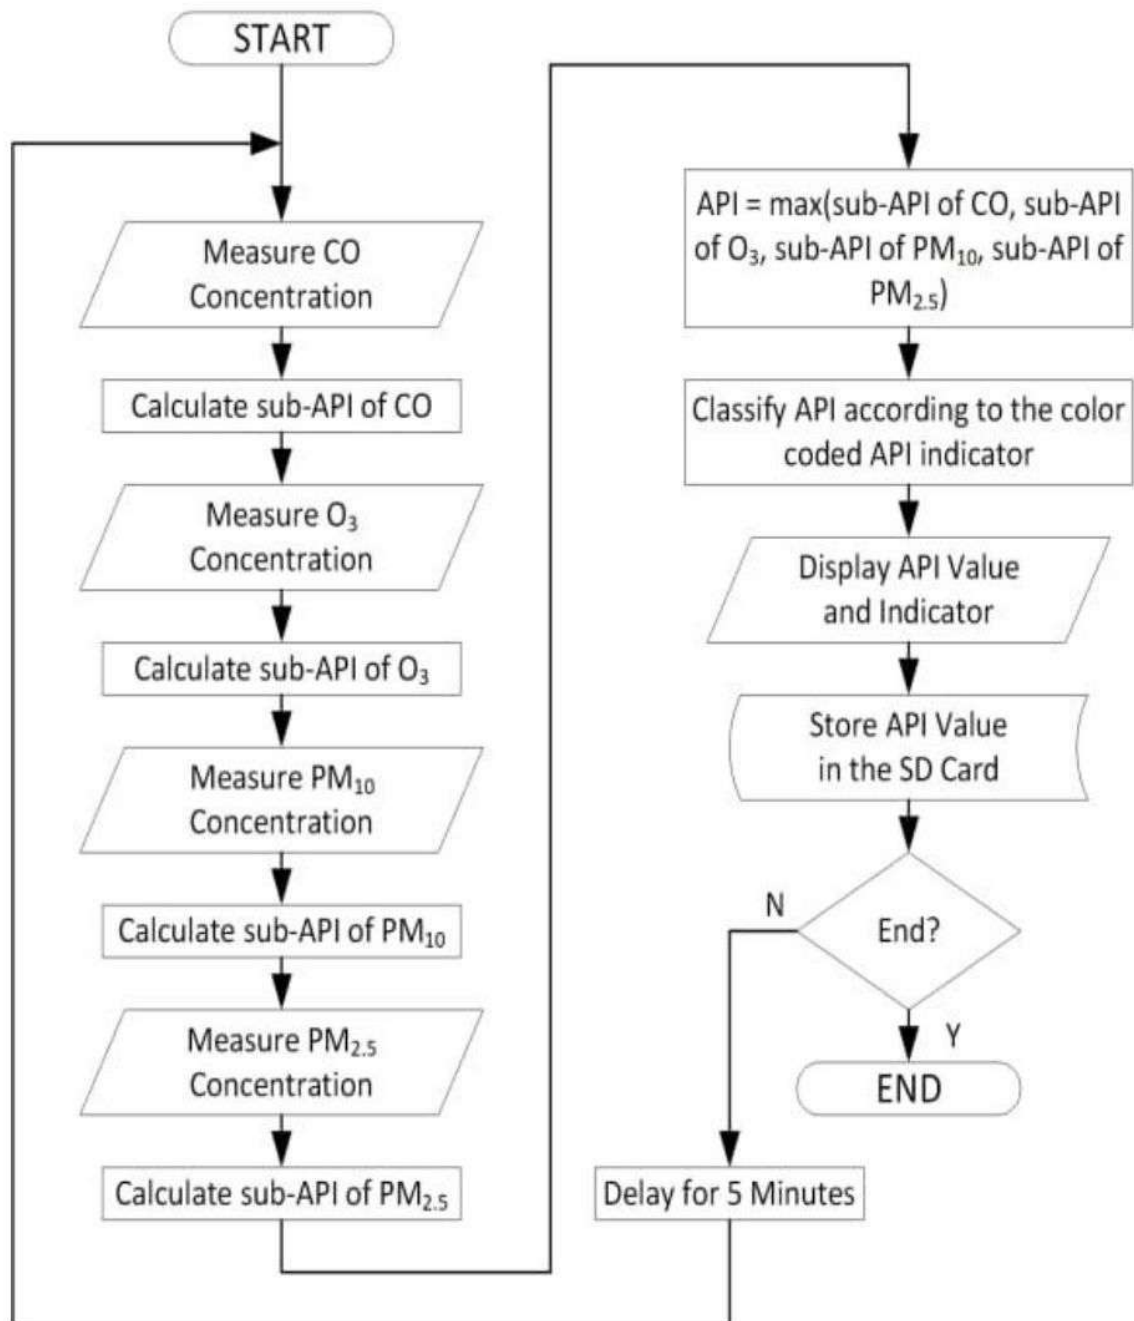 START
Measure CO
Concentration
Calculate sub-API of CO
Measure O₃
Concentration
Calculate sub-API of O₃
Measure PM₁₀
Concentration
Calculate sub-API of PM₁₀
Measure PM₂.₅
Concentration
Calculate sub-API of PM₂.₅
API = max(sub-API of CO, sub-API
of O₃, sub-API of PM₁₀, sub-API of
PM₂.₅)
Classify API according to the color
coded API indicator
Display API Value
and Indicator
Store API Value
in the SD Card
End?
N
Y
END
Delay for 5 Minutes